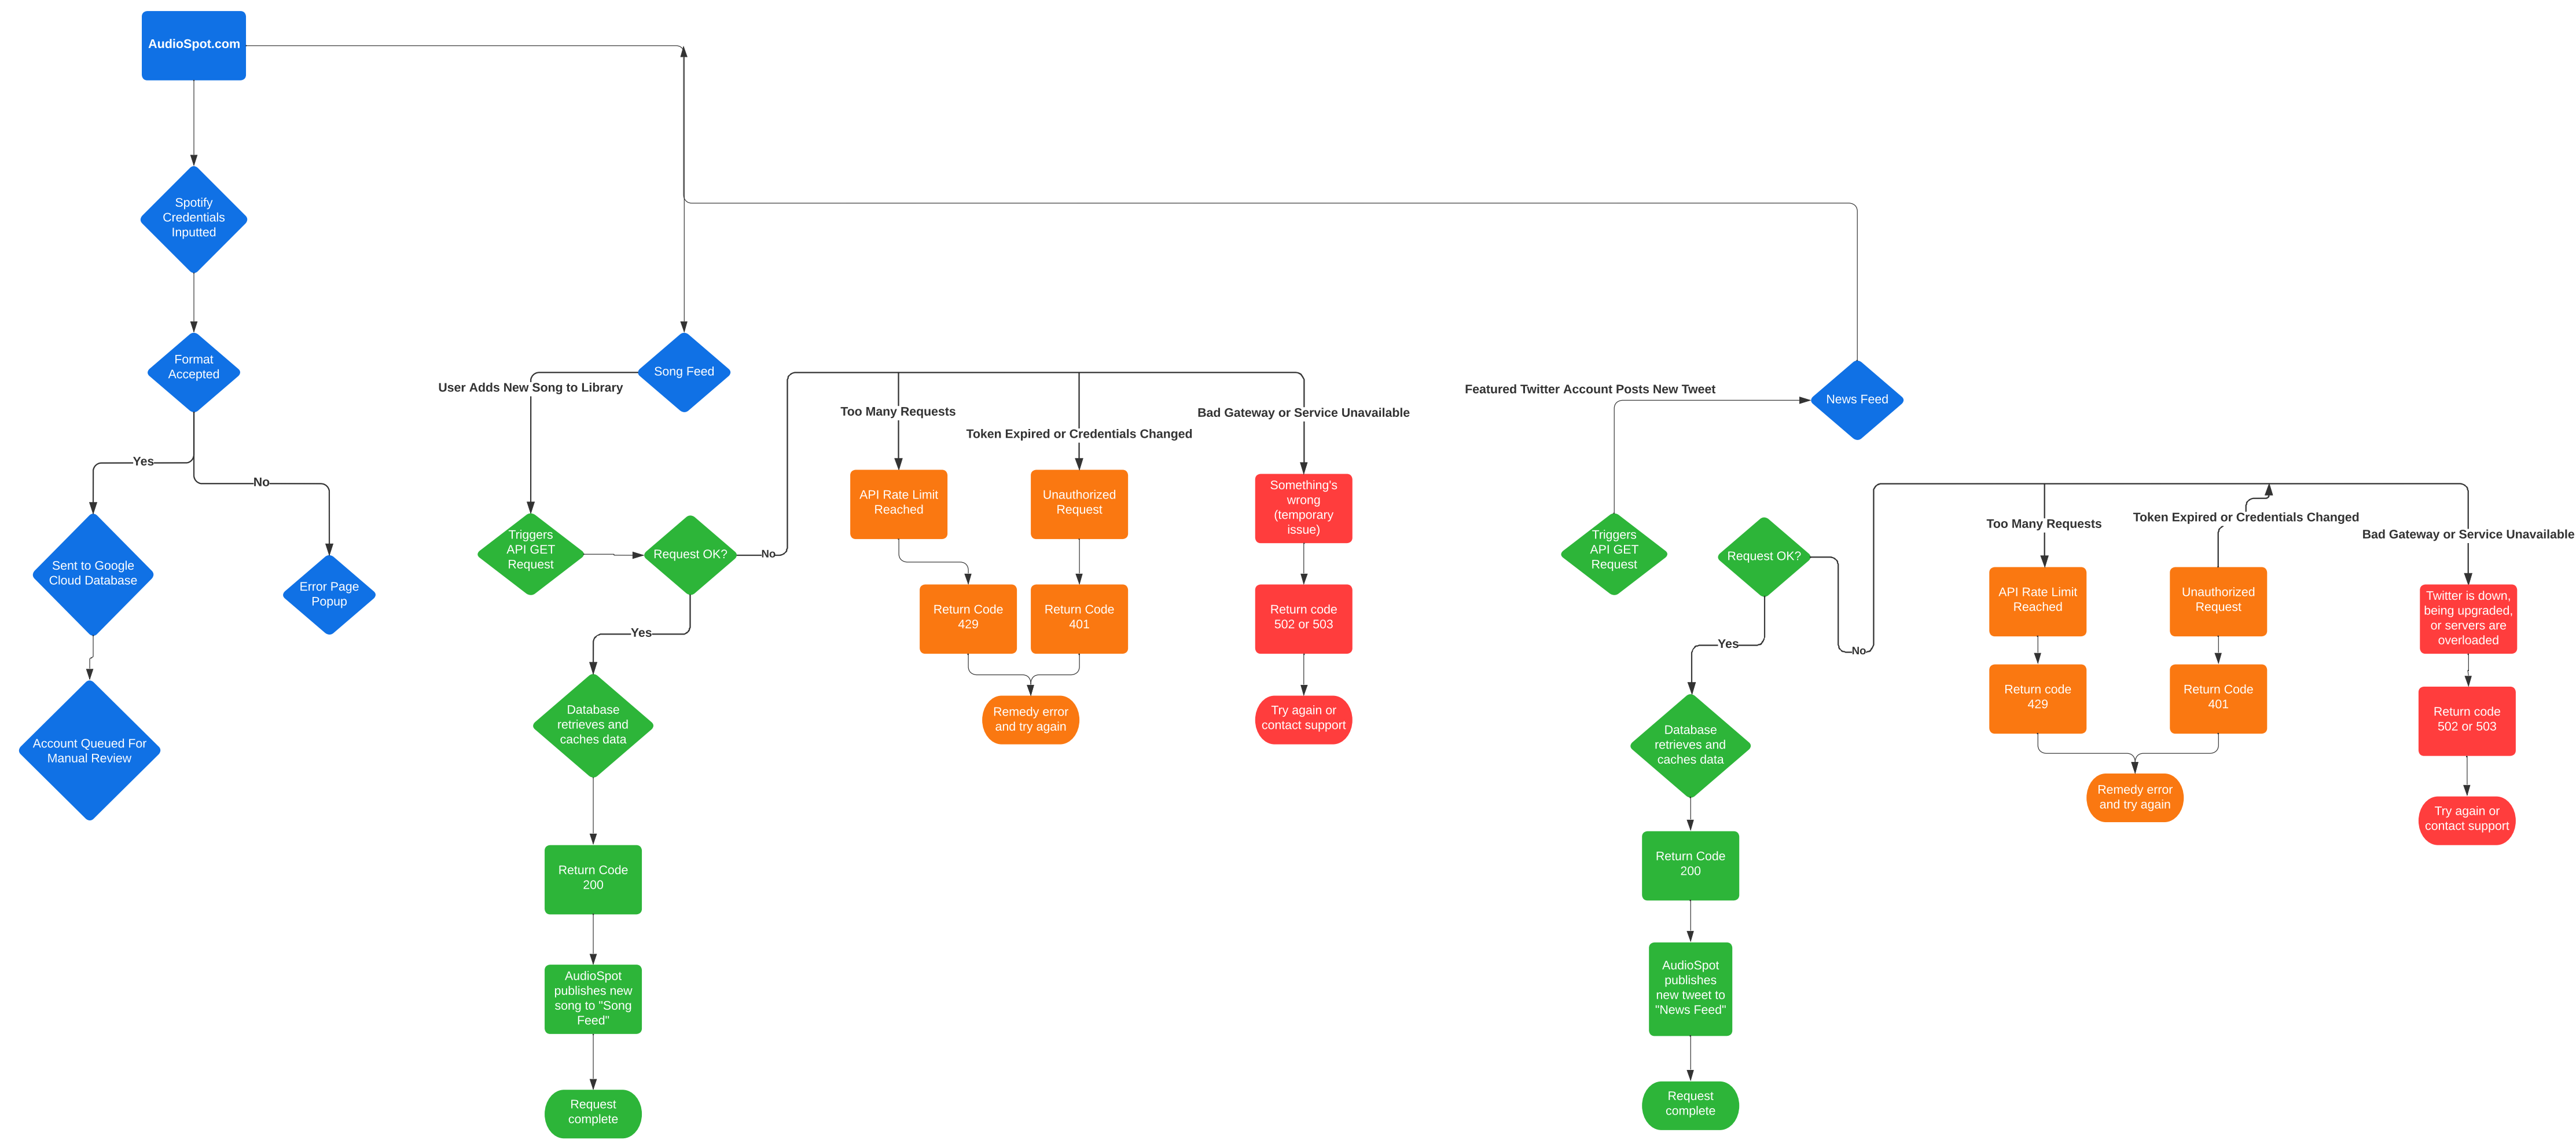 AudioSpot.com
Spotify
Credentials
Inputted
Format
Accepted
Yes
No
Sent to Google
Cloud Database
Error Page
Popup
Account Queued For
Manual Review
Song Feed
User Adds New Song to Library
Triggers
API GET
Request
Request OK?
No
Yes
Too Many Requests
Token Expired or Credentials Changed
Bad Gateway or Service Unavailable
API Rate Limit
Reached
Unauthorized
Request
Something's
wrong
(temporary
issue)
Return Code
429
Return Code
401
Return code
502 or 503
Remedy error
and try again
Try again or
contact support
Database
retrieves and
caches data
Return Code
200
AudioSpot
publishes new
song to "Song
Feed"
Request
complete
News Feed
Featured Twitter Account Posts New Tweet
Triggers
API GET
Request
Request OK?
No
Yes
Too Many Requests
Token Expired or Credentials Changed
Bad Gateway or Service Unavailable
API Rate Limit
Reached
Unauthorized
Request
Twitter is down,
being upgraded,
or servers are
overloaded
Return code
429
Return Code
401
Return code
502 or 503
Remedy error
and try again
Try again or
contact support
Database
retrieves and
caches data
Return Code
200
AudioSpot
publishes
new tweet to
"News Feed"
Request
complete